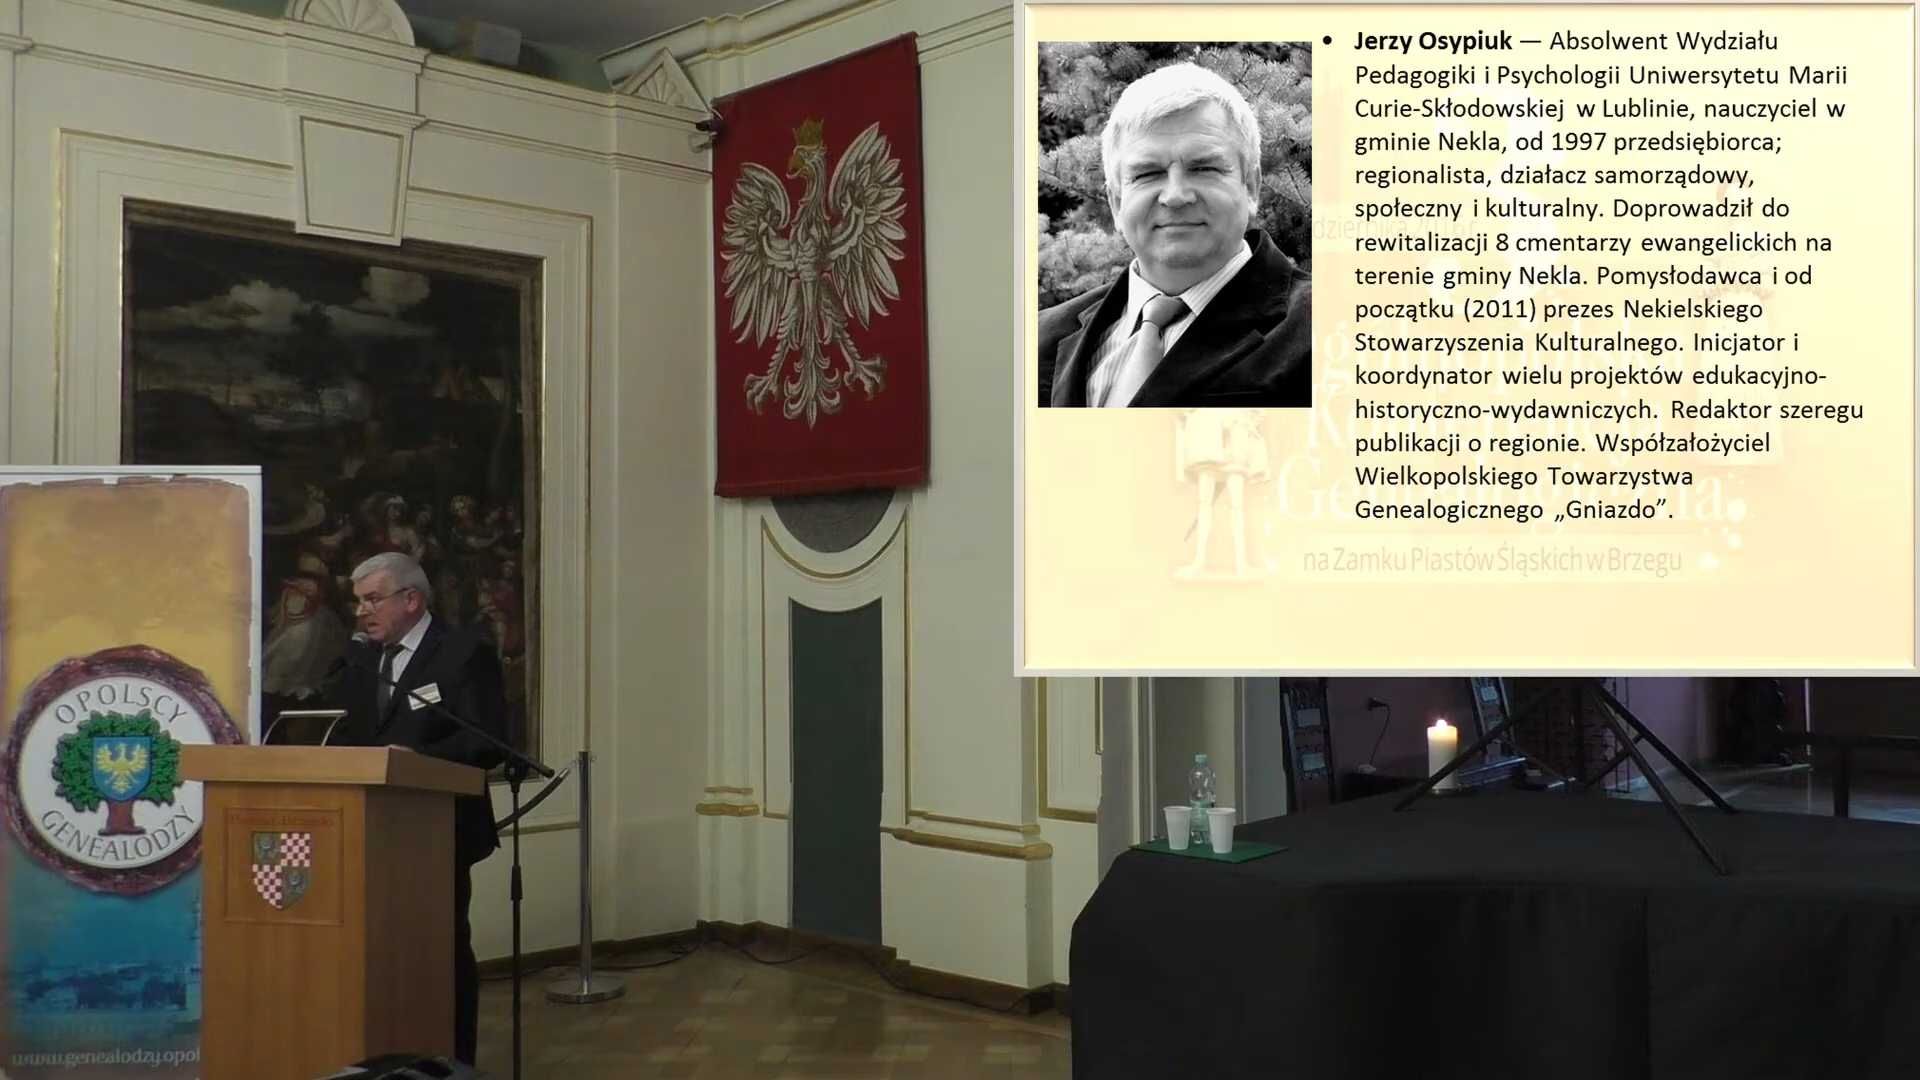 Jerzy Osypiuk — Absolwent Wydziału
Pedagogiki i Psychologii Uniwersytetu Marii
Curie-Skłodowskiej w Lublinie, nauczyciel w
gminie Nekla, od 1997 przedsiębiorca;
regionalista, działacz samorządowy,
społeczny i kulturalny. Doprowadził do
rewitalizacji 8 cmentarzy ewangelickich na
terenie gminy Nekla. Pomysłodawca i od
początku (2011) prezes Nekielskiego
Stowarzyszenia Kulturalnego. Inicjator i
koordynator wielu projektów edukacyjno-
historyczno-wydawniczych. Redaktor szeregu
publikacji o regionie. Współzałożyciel
Wielkopolskiego Towarzystwa
Genealogicznego „Gniazdo”.
na Zamku Piastów Śląskich w Brzegu
OPOLSCY
GENEALODZY
www.genealodzy.opol